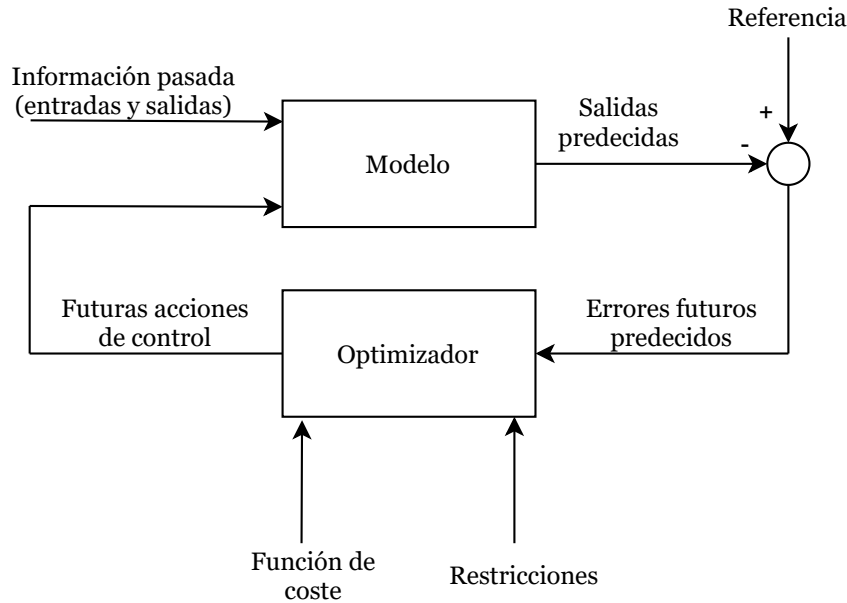 Referencia
Información pasada
(entradas y salidas)
Salidas
predecidas
+
-
Modelo
Futuras acciones
de control
Optimizador
Errores futuros
predecidos
Función de
coste
Restricciones